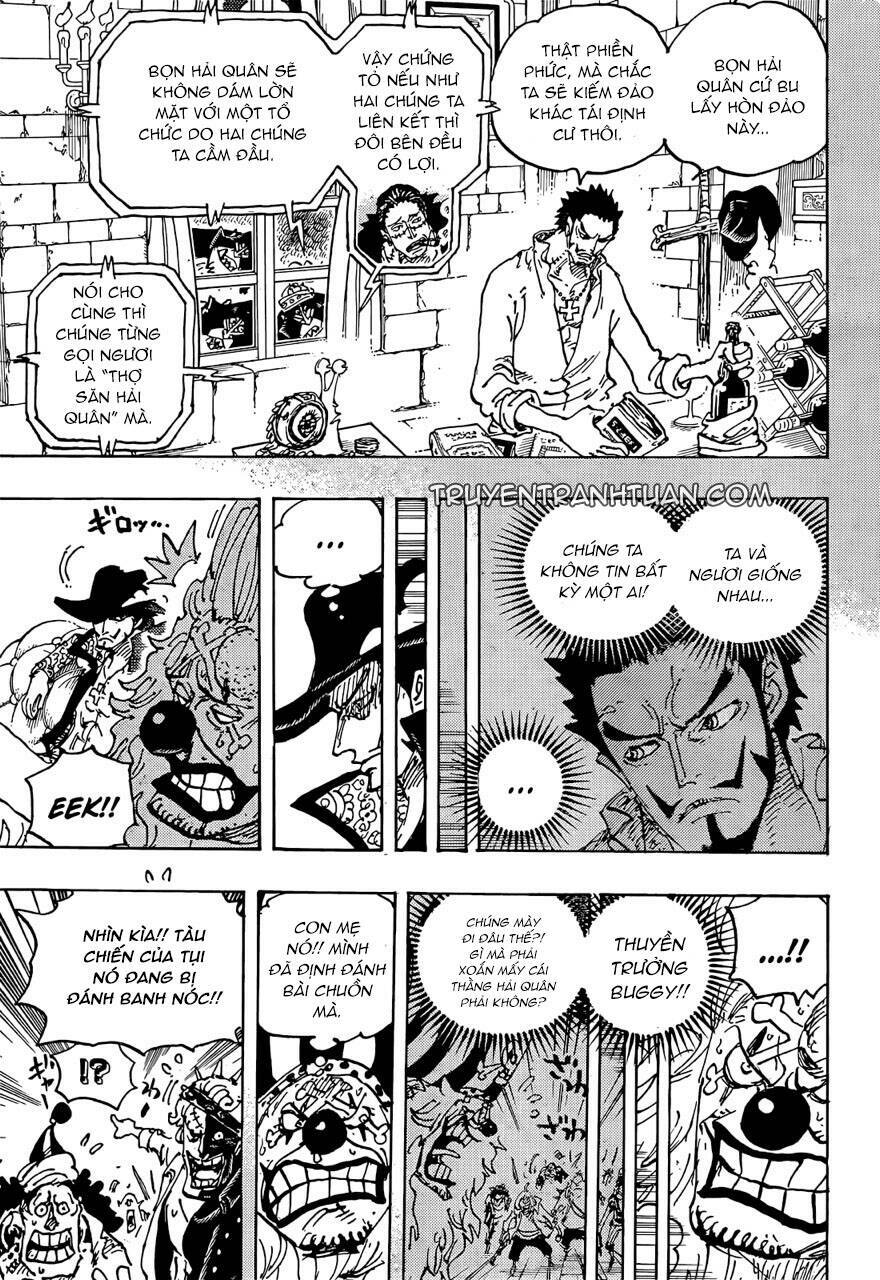 BỌN HẢI
QUÂN CỨ BU
LẤY HÒN ĐẢO
NÀY...
THẬT PHIỀN
PHỨC, MÀ CHẮC
TA SẼ KIẾM ĐẢO
KHÁC TÁI ĐỊNH
CƯ THÔI.
VẬY CHỨNG
TỎ NẾU NHƯ
HAI CHÚNG TA
LIÊN KẾT THÌ
ĐÔI BÊN ĐỀU
CÓ LỢI.
BỌN HẢI QUÂN SẼ
KHÔNG DÁM LỜN
MẶT VỚI MỘT TỔ
CHỨC DO HAI CHÚNG
TA CẦM ĐẦU.
NÓI CHO
CÙNG THÌ
CHÚNG TỪNG
GỌI NGƯƠI
LÀ “THỢ
SĂN HẢI
QUÂN” MÀ.
TRUYENTRANHTUAN.COM
TA VÀ
NGƯƠI GIỐNG
NHAU...
CHÚNG TA
KHÔNG TIN BẤT
KỲ MỘT AI!
...
...
ギロッ...
EEK!!
...!!
THUYỀN
TRƯỞNG
BUGGY!!
CHÚNG MÀY
ĐI ĐÂU THẾ?!
GÌ MÀ PHẢI
XOẮN MẤY CÁI
THẰNG HẢI QUÂN
PHẢI KHÔNG?
CON MẸ
NÓ!! MÌNH
ĐÃ ĐỊNH ĐÁNH
BÀI CHUỒN
MÀ.
NHÌN KÌA!! TÀU
CHIẾN CỦA TỤI
NÓ ĐANG BỊ
ĐÁNH BANH NÓC!!
!?